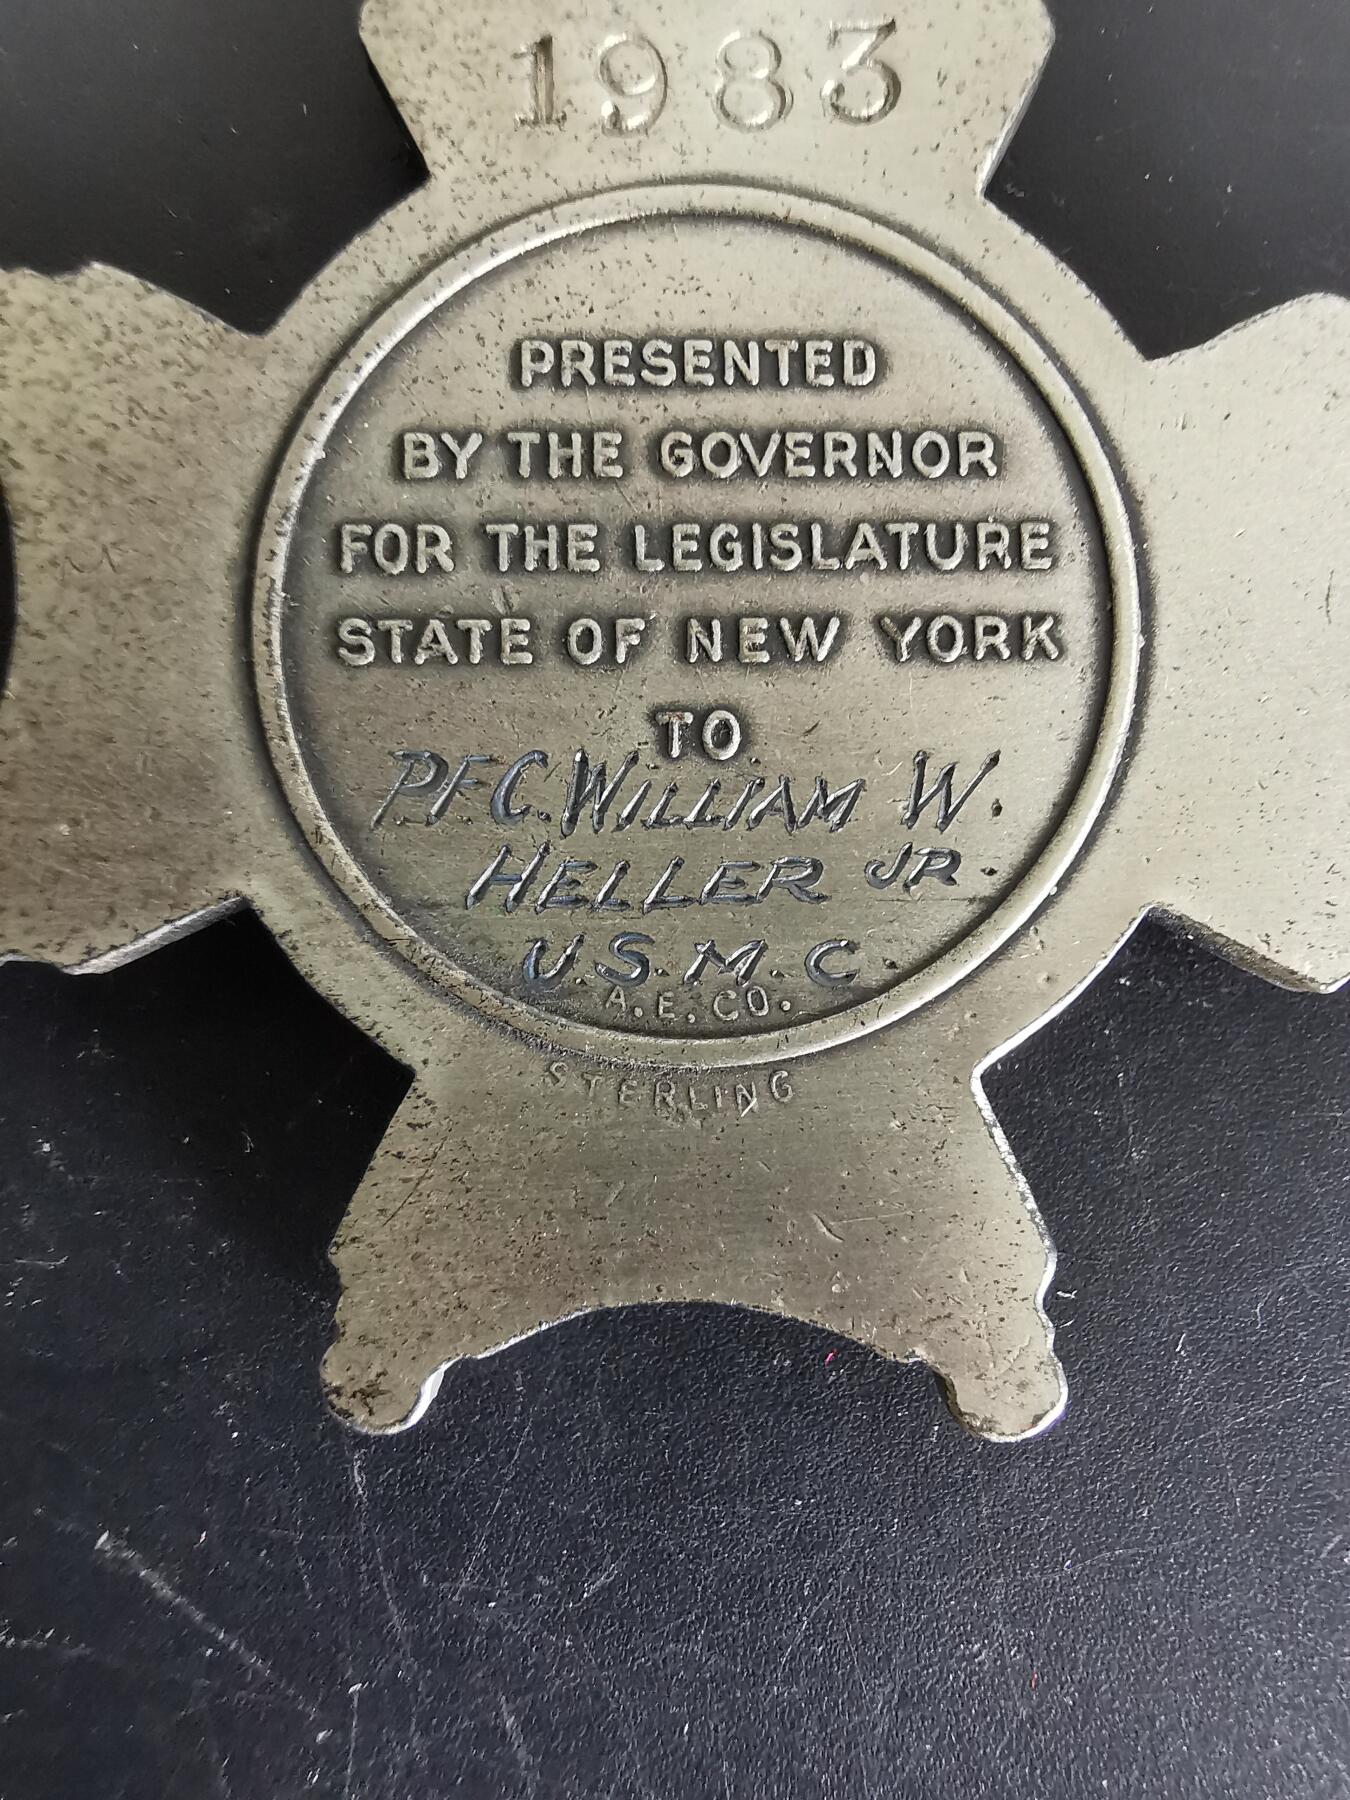 1983
PRESENTED
BY THE GOVERNOR
FOR THE LEGISLATURE
STATE OF NEW YORK
TO
P.F.C. WILLIAM W.
HELLER JR.
U.S.M.C.
A.E.CO.
STERLING